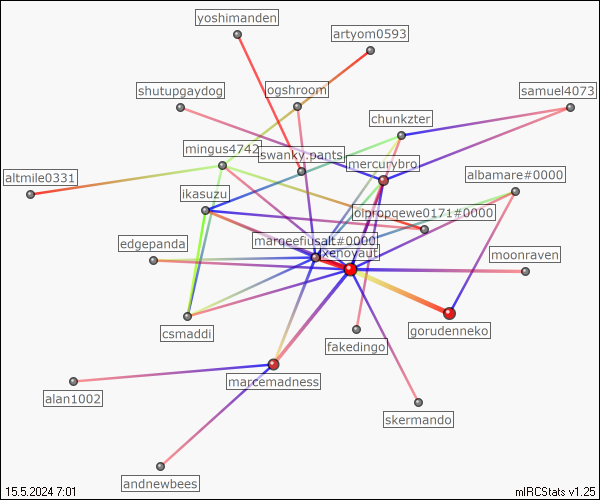 yoshimanden
artyom0593
shutupgaydog
ogshroom
samuel4073
chunkzter
mingus4742
swanky.pants
mercurybro
altmile0331
albamare#0000
ikasuzu
olpropgewe0171#0000
edgepanda
marqeefiusalt#0000
xenoyaut
moonraven
csmaddi
gorudenneko
fakedingo
marcemadness
alan1002
skermando
andnewbees
15.5.2024 7:01
mIRCStats v1.25